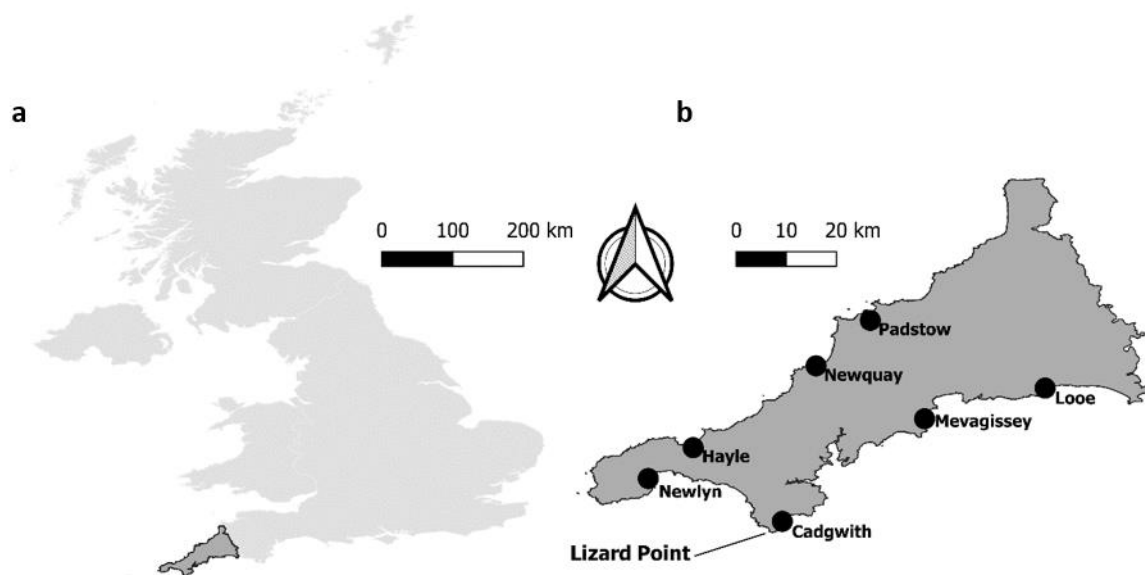 a
b
0 100 200 km
0 10 20 km
Padstow
Newquay
Looe
Mevagissey
Hayle
Newlyn
Cadgwith
Lizard Point